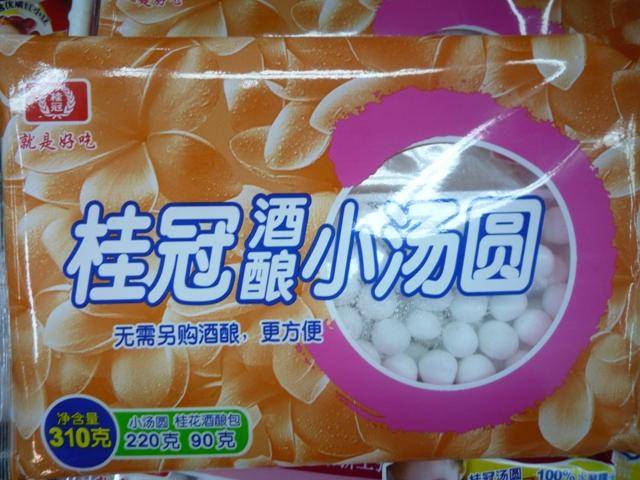 桂冠
就是好吃
桂冠酒酿小汤圆
无需另购酒酿，更方便
净含量
310克
小汤圆 桂花酒酿包
220克 90克
桂冠汤圆 100%